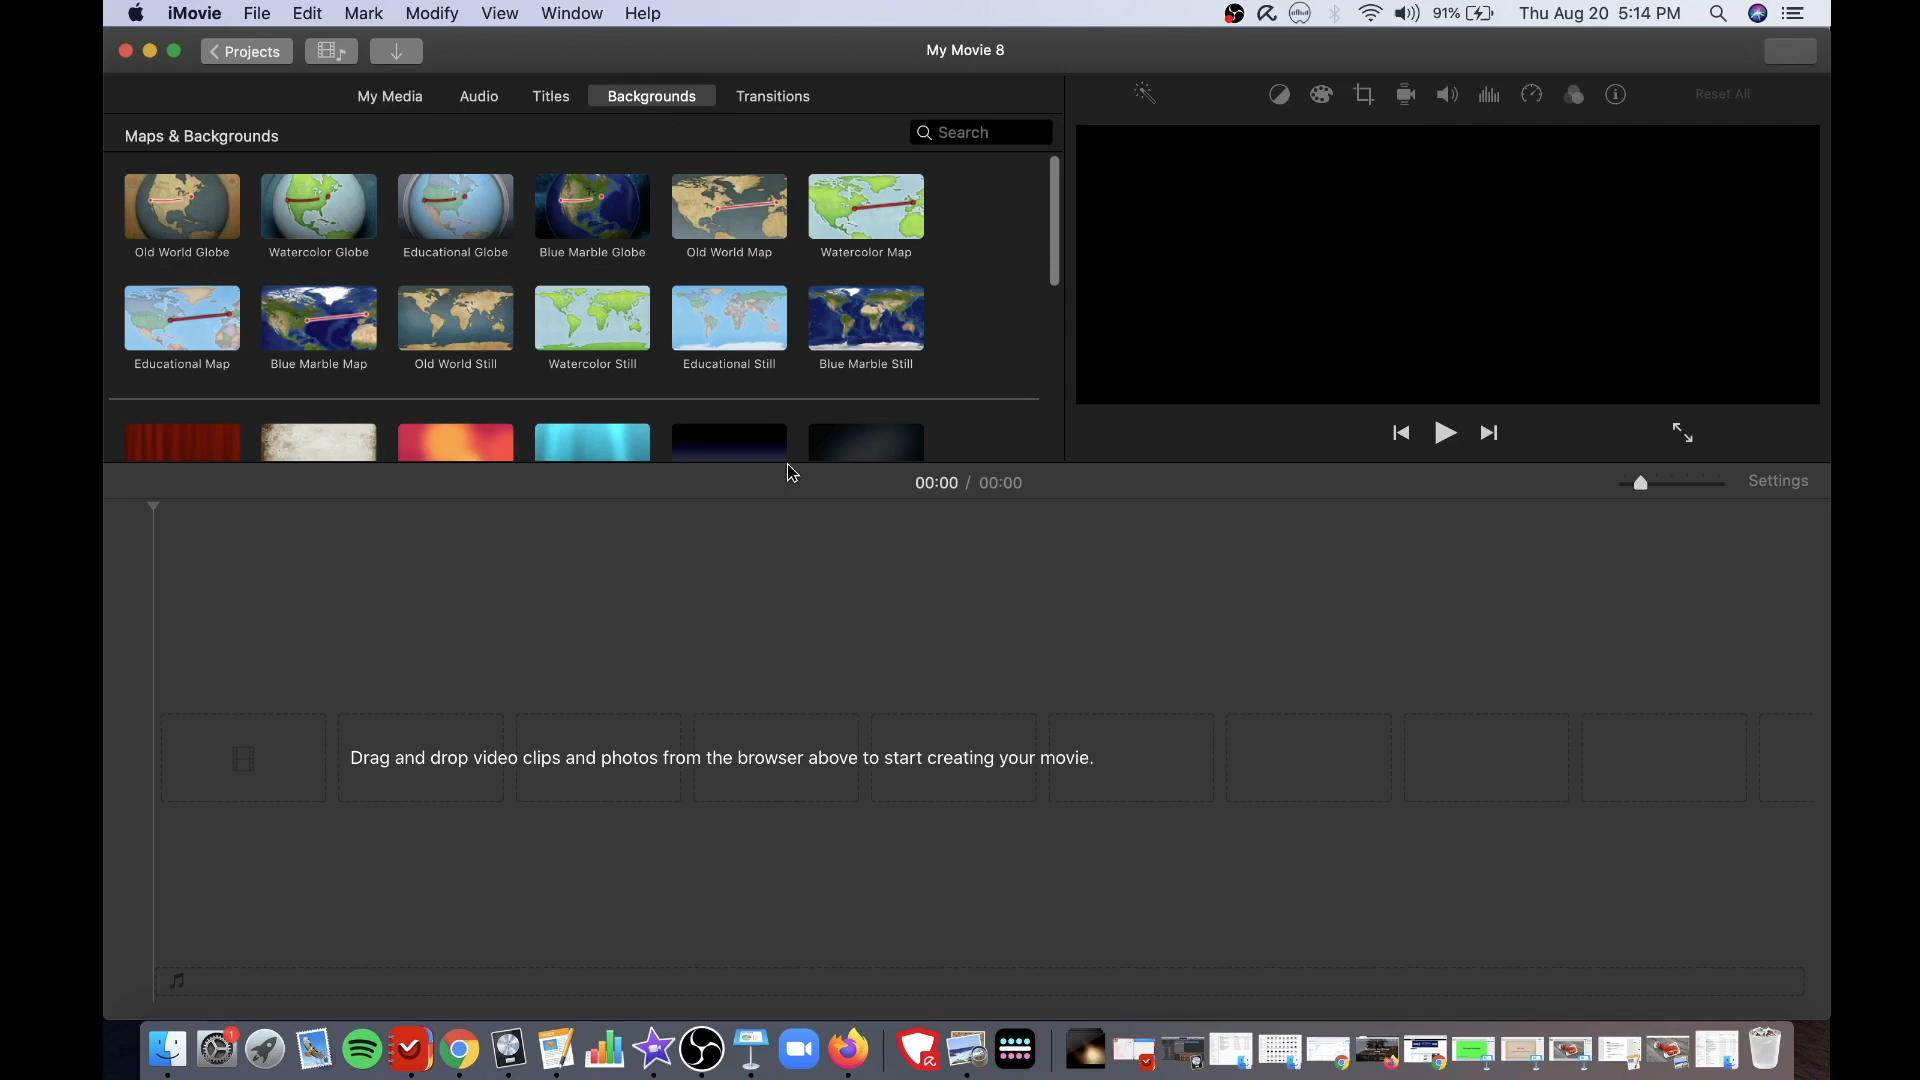 iMovie File Edit Mark Modify View Window Help 91% Thu Aug 20 5:14 PM
Projects My Movie 8
My Media Audio Titles Backgrounds Transitions Reset All
Maps & Backgrounds Search
Old World Globe Watercolor Globe Educational Globe Blue Marble Globe Old World Map Watercolor Map
Educational Map Blue Marble Map Old World Still Watercolor Still Educational Still Blue Marble Still
00:00 / 00:00 Settings
Drag and drop video clips and photos from the browser above to start creating your movie.
1